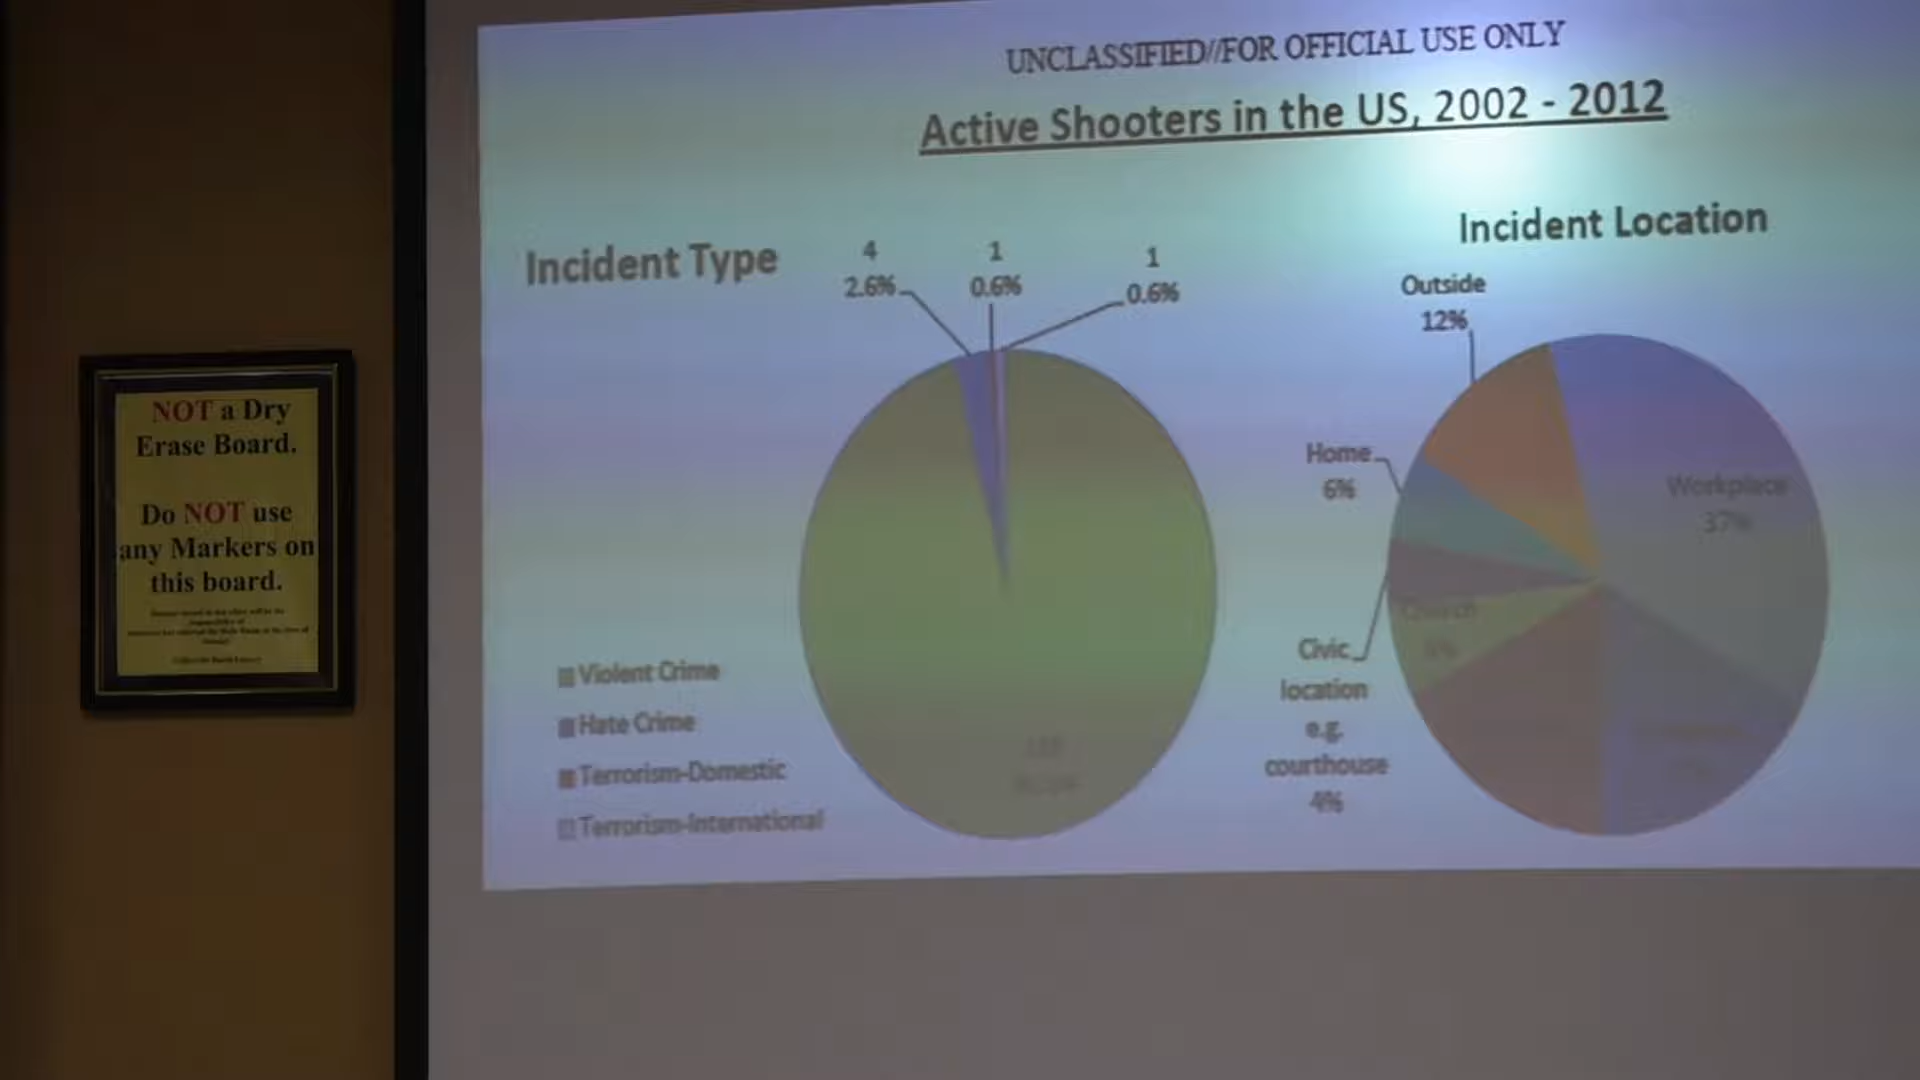 NOT a Dry
Erase Board.
Do NOT use
any Markers on
this board.
UNCLASSIFIED//FOR OFFICIAL USE ONLY
Active Shooters in the US, 2002 - 2012
Incident Type
4
2.6%
1
0.6%
1
0.6%
Violent Crime
Hate Crime
Terrorism-Domestic
Terrorism-International
Incident Location
Outside
12%
Home
6%
Workplace
37%
Church
Civic
location
e.g.
courthouse
4%